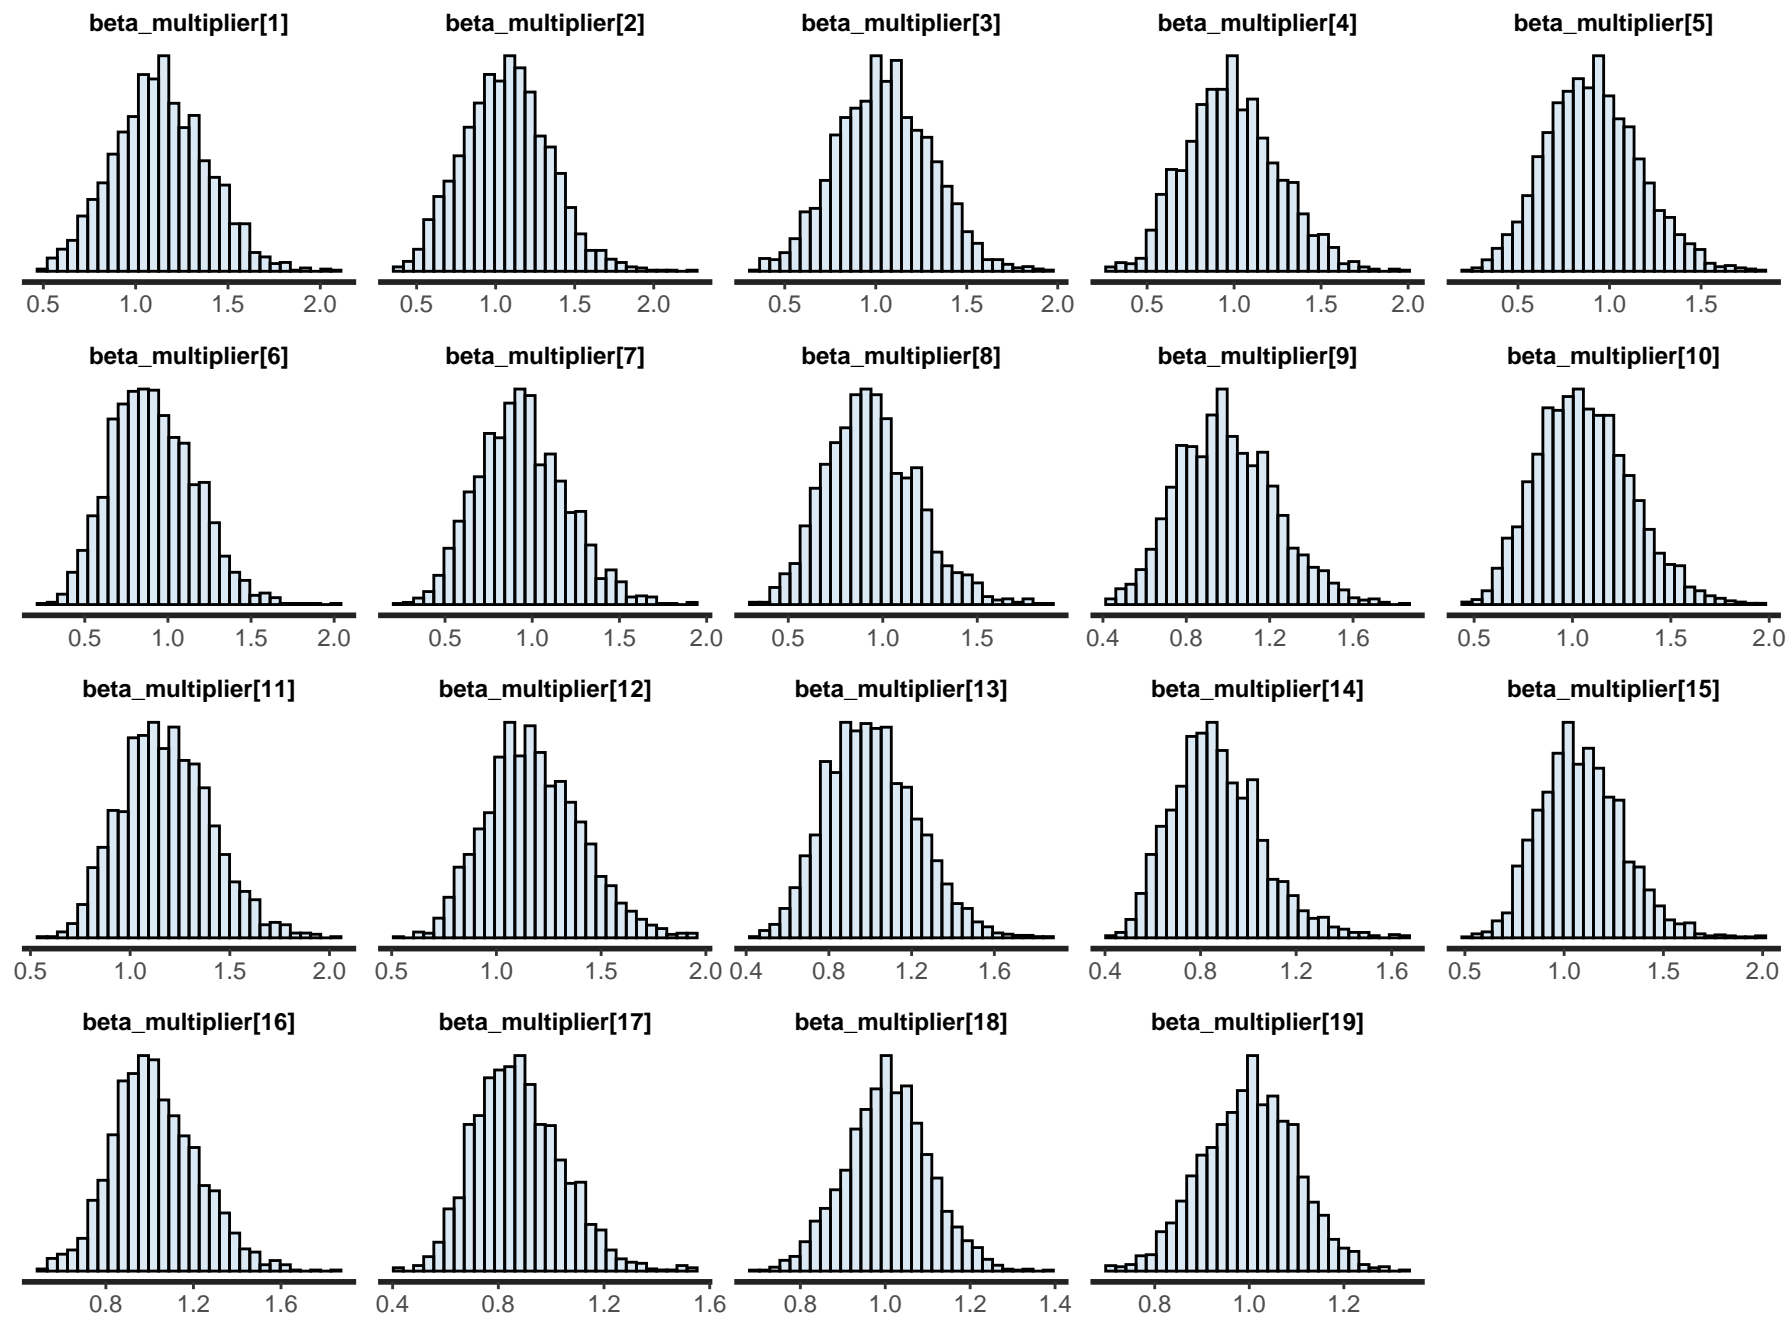 beta_multiplier[1] beta_multiplier[2] beta_multiplier[3] beta_multiplier[4] beta_multiplier[5]
0.5 1.0 1.5 2.0 0.5 1.0 1.5 2.0 0.5 1.0 1.5 2.0 0.5 1.0 1.5 2.0 0.5 1.0 1.5
beta_multiplier[6] beta_multiplier[7] beta_multiplier[8] beta_multiplier[9] beta_multiplier[10]
0.5 1.0 1.5 2.0 0.5 1.0 1.5 2.0 0.5 1.0 1.5 0.4 0.8 1.2 1.6 0.5 1.0 1.5 2.0
beta_multiplier[11] beta_multiplier[12] beta_multiplier[13] beta_multiplier[14] beta_multiplier[15]
0.5 1.0 1.5 2.0 0.5 1.0 1.5 2.0 0.4 0.8 1.2 1.6 0.4 0.8 1.2 1.6 0.5 1.0 1.5 2.0
beta_multiplier[16] beta_multiplier[17] beta_multiplier[18] beta_multiplier[19]
0.8 1.2 1.6 0.4 0.8 1.2 1.6 0.8 1.0 1.2 1.4 0.8 1.0 1.2